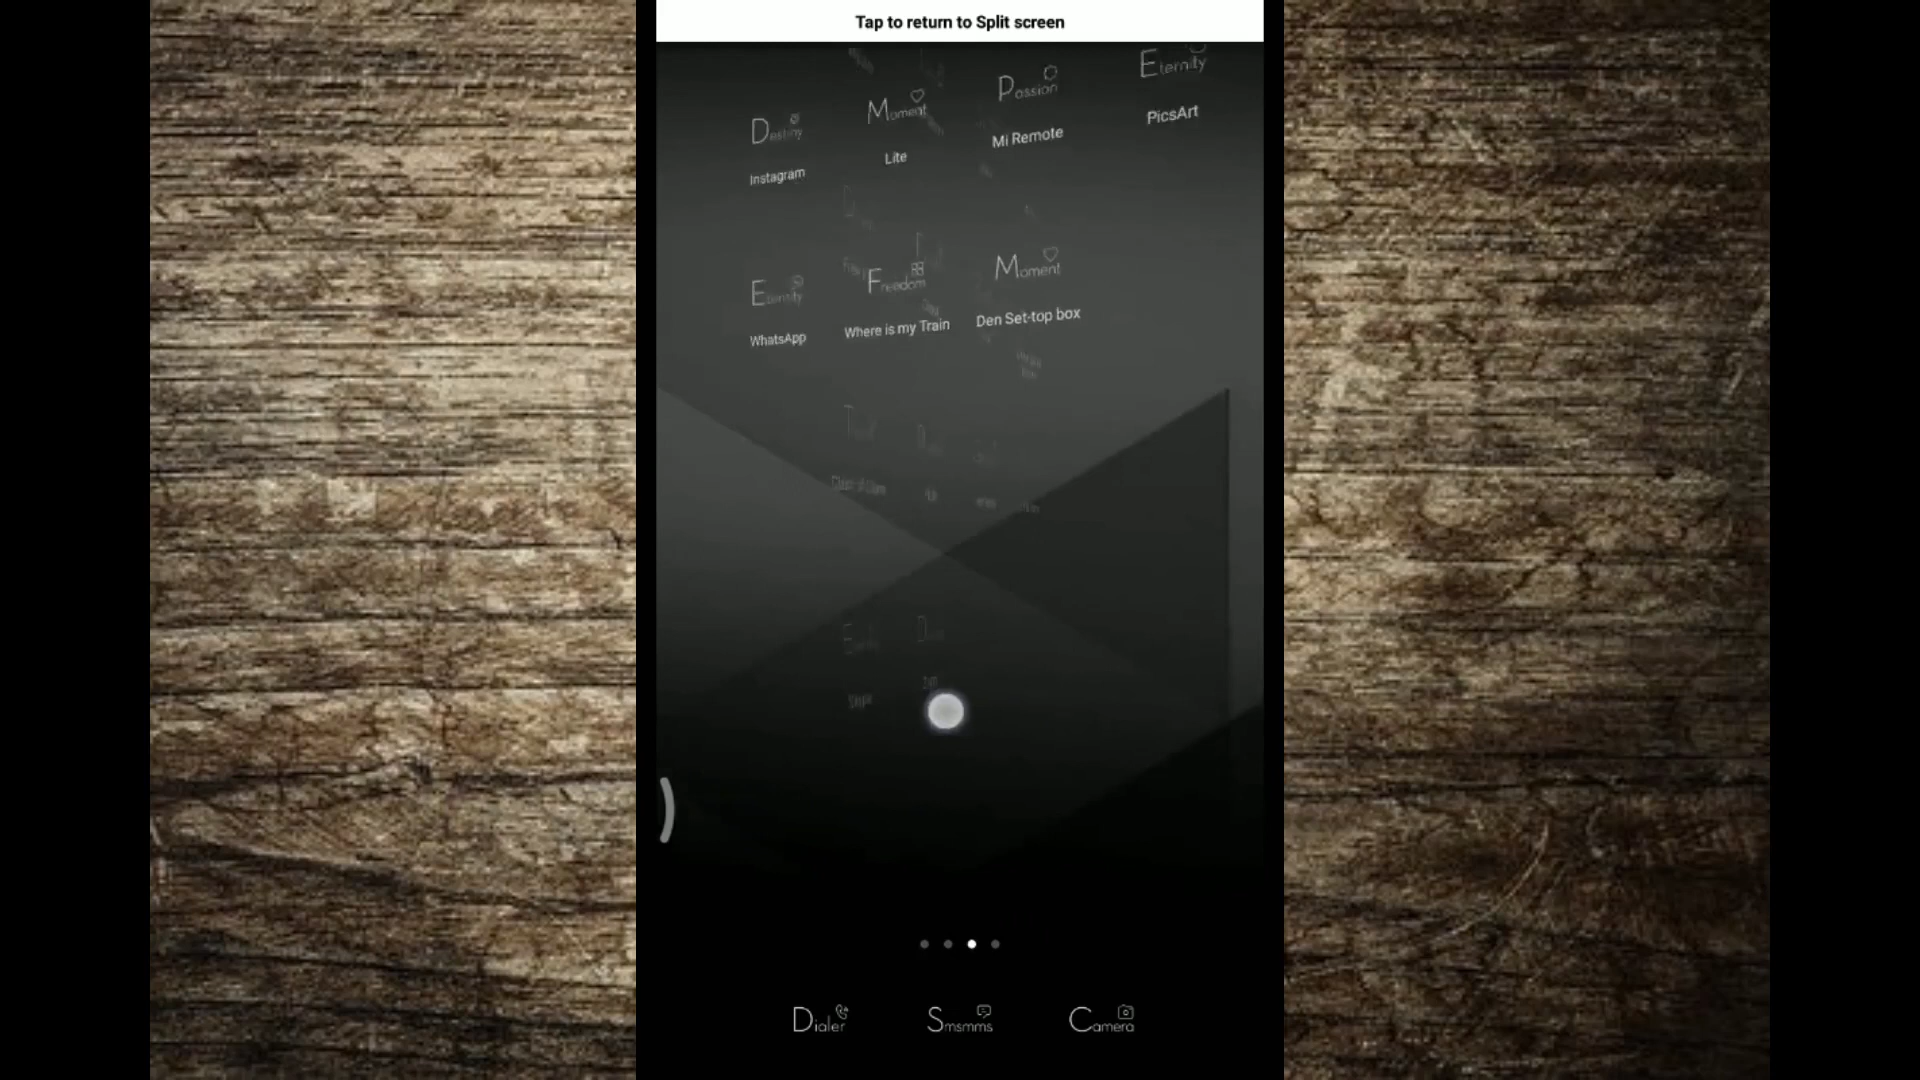 Tap to return to Split screen
Destiny
Moment
Passion
Eternity
Instagram
Lite
Mi Remote
PicsArt
Eternity
Freedom
Moment
WhatsApp
Where is my Train
Den Set-top box
Dialer
Smsmms
Camera